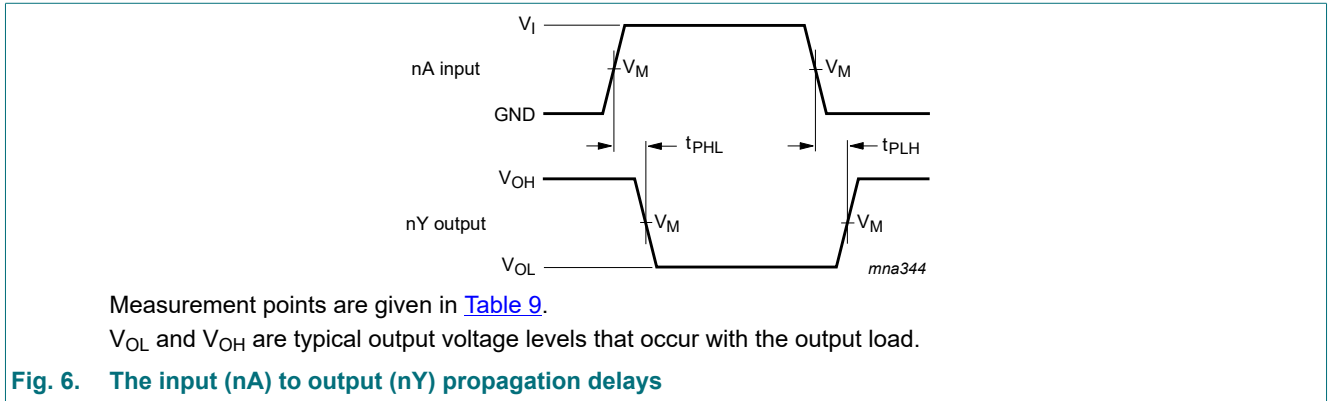 V_I
nA input
V_M
V_M
GND
t_PHL
t_PLH
V_OH
nY output
V_M
V_M
V_OL
mna344
Measurement points are given in Table 9.
V_OL and V_OH are typical output voltage levels that occur with the output load.
Fig. 6. The input (nA) to output (nY) propagation delays